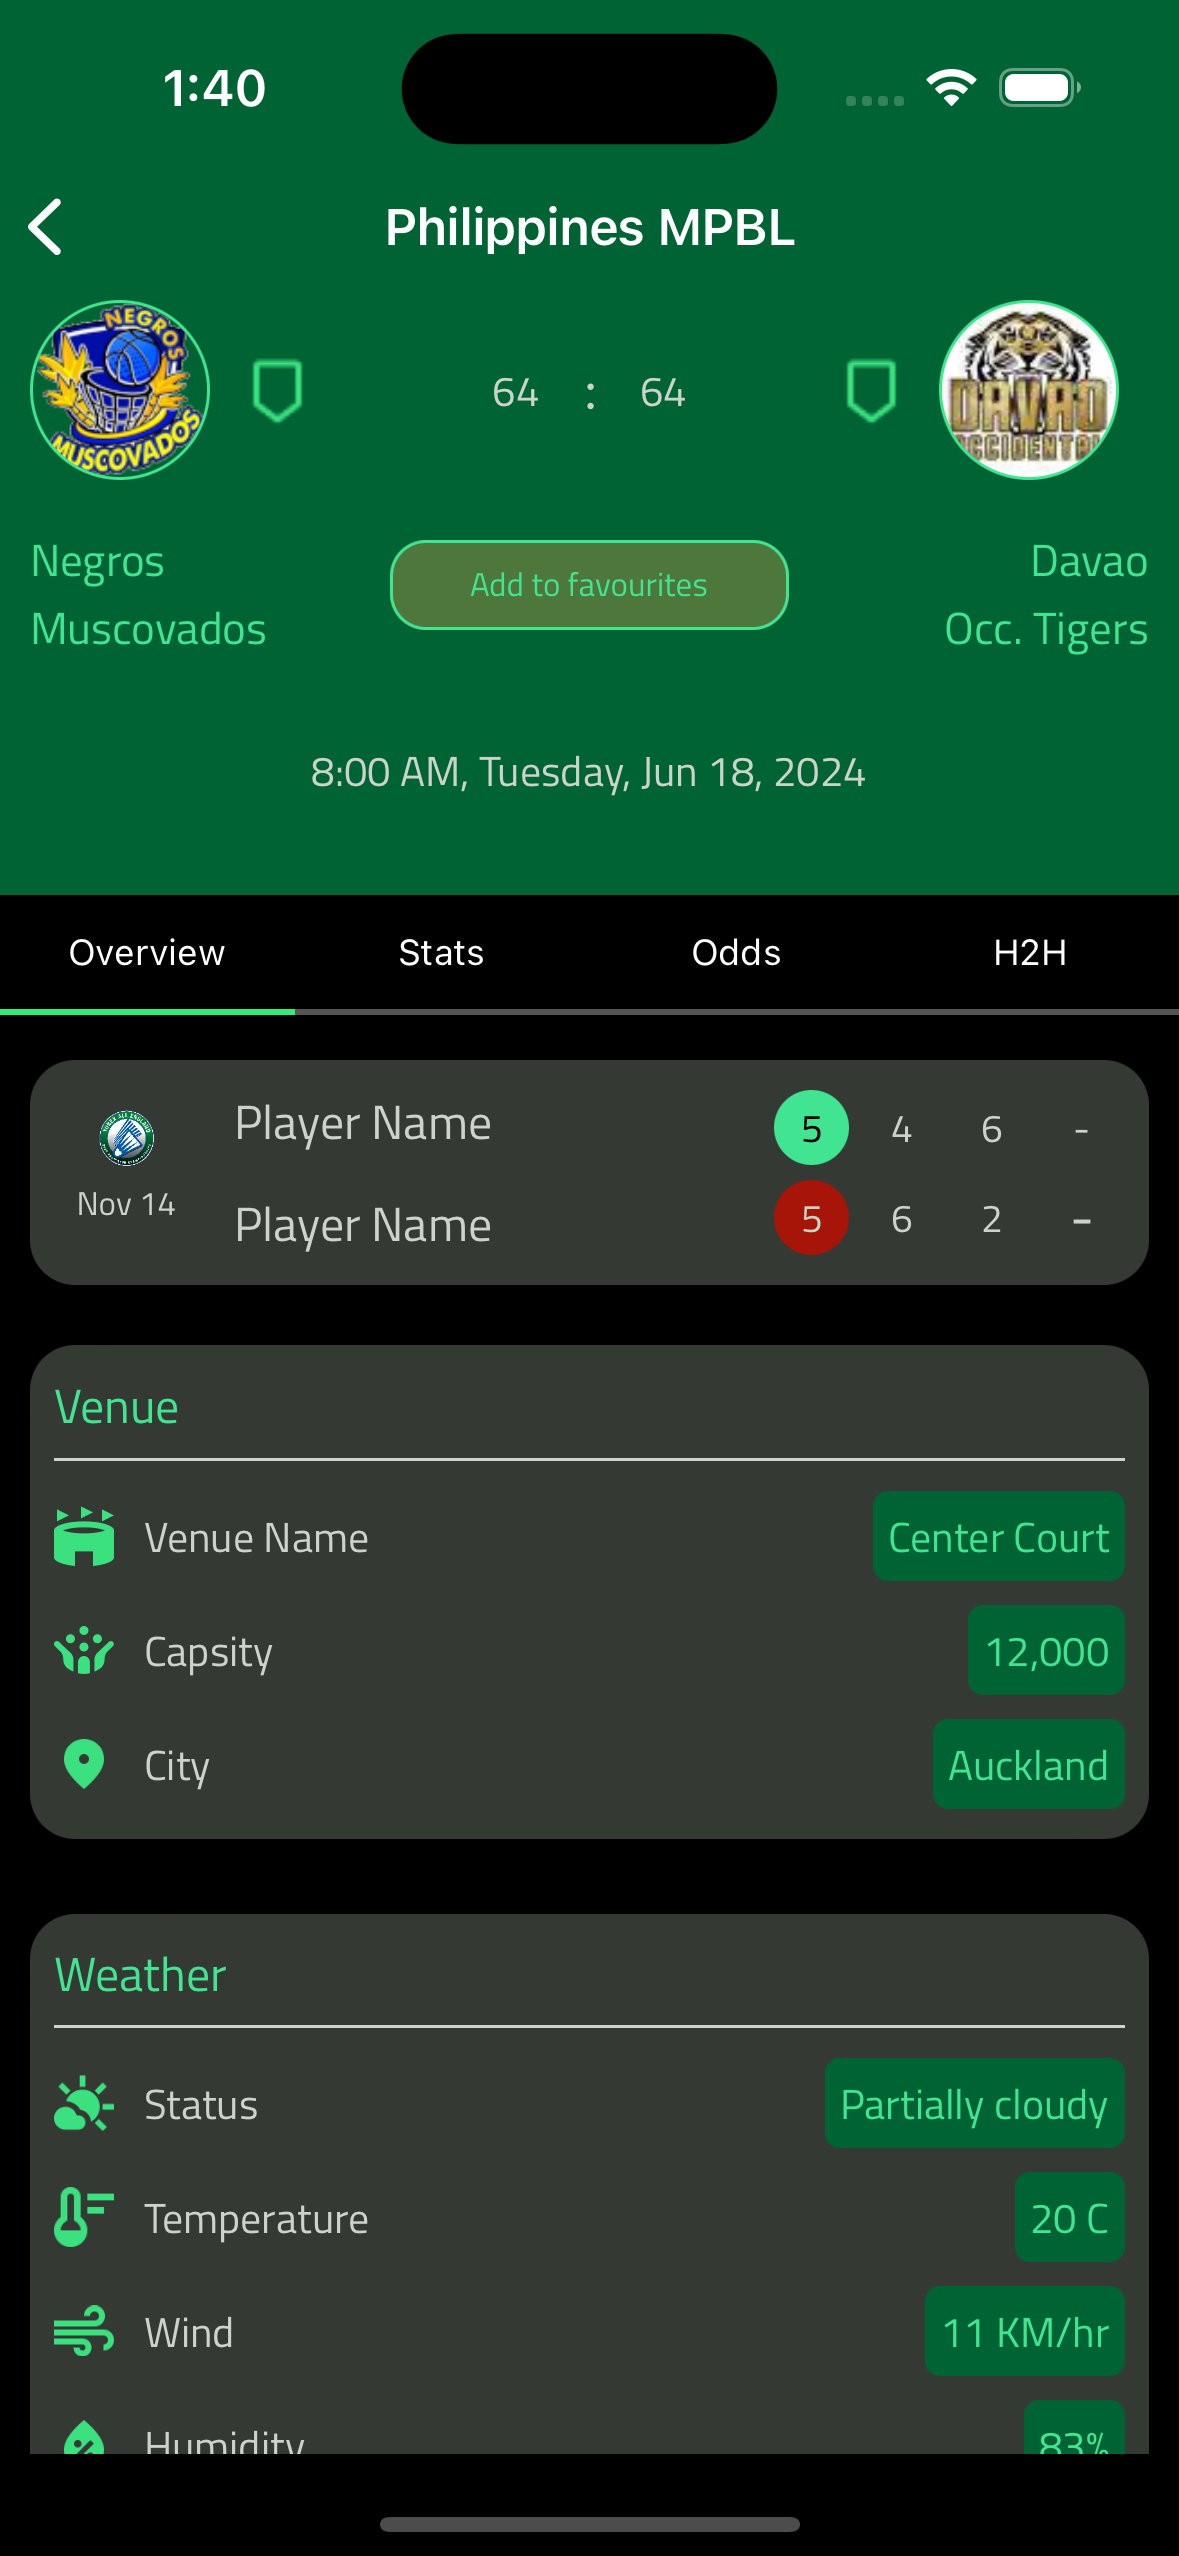 1:40
Philippines MPBL
NEGROS
MUSCOVADOS
64 : 64
DAVAO
OCCIDENTAL
Negros
Muscovados
Add to favourites
Davao
Occ. Tigers
8:00 AM, Tuesday, Jun 18, 2024
Overview Stats Odds H2H
Player Name 5 4 6 -
Nov 14
Player Name 5 6 2 -
Venue
Venue Name Center Court
Capsity 12,000
City Auckland
Weather
Status Partially cloudy
Temperature 20 C
Wind 11 KM/hr
Humidity 83%